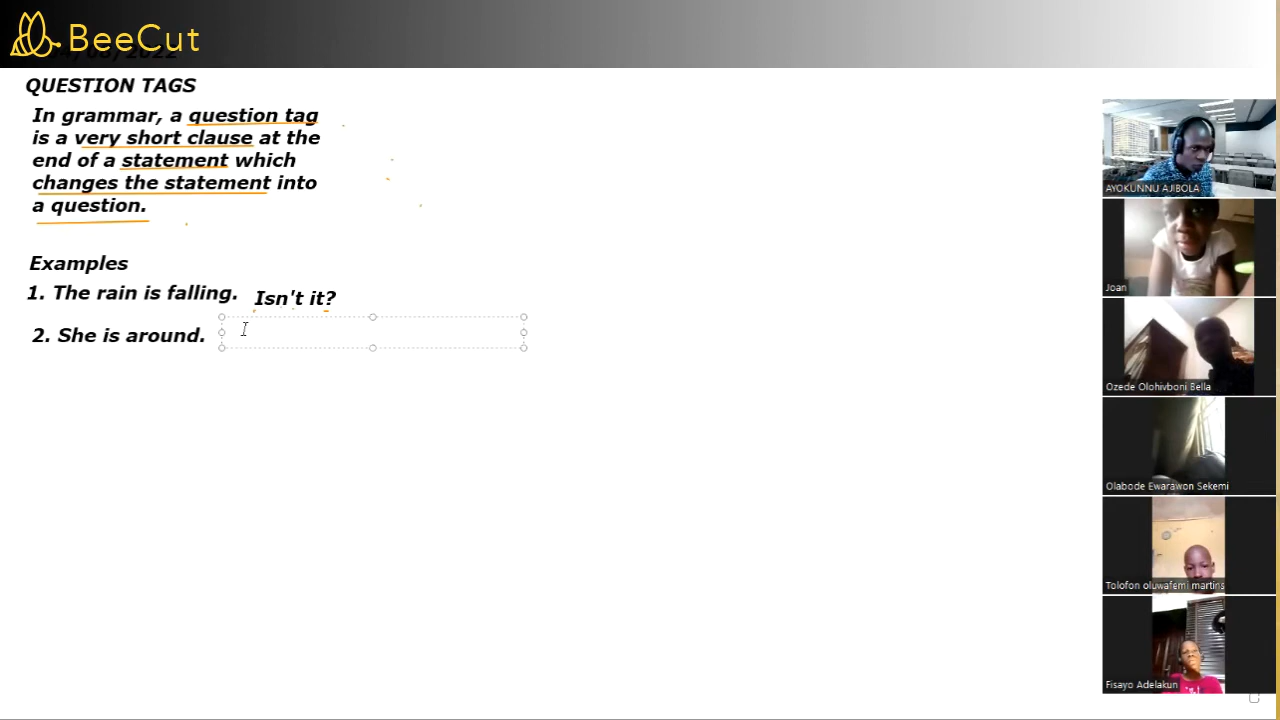 BeeCut
QUESTION TAGS
In grammar, a question tag
is a very short clause at the
end of a statement which
changes the statement into
a question.
Examples
1. The rain is falling.
Isn't it?
2. She is around.
AYOKUNNU AJIBOLA
Joan
Ozede Olohivboni Bella
Olabode Ewarawon Sekemi
Tolofon oluwafemi martins
Fisayo Adelakun